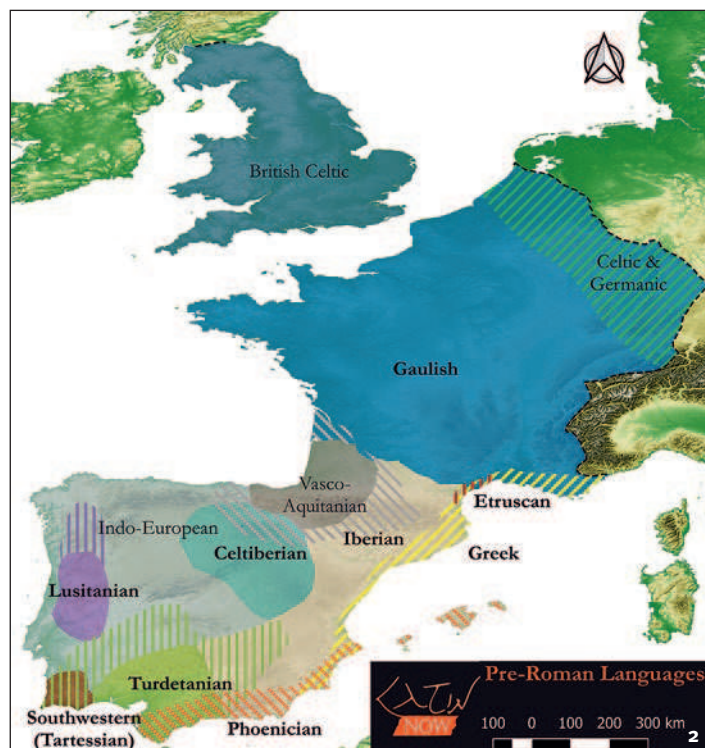 British Celtic
Celtic &
Germanic
Gaulish
Vasco-
Aquitanian
Etruscan
Indo-European
Celtiberian
Iberian
Greek
Lusitanian
Turdetanian
Southwestern
(Tartessian)
Phoenician
Pre-Roman Languages
NOW
100 0 100 200 300 km
2